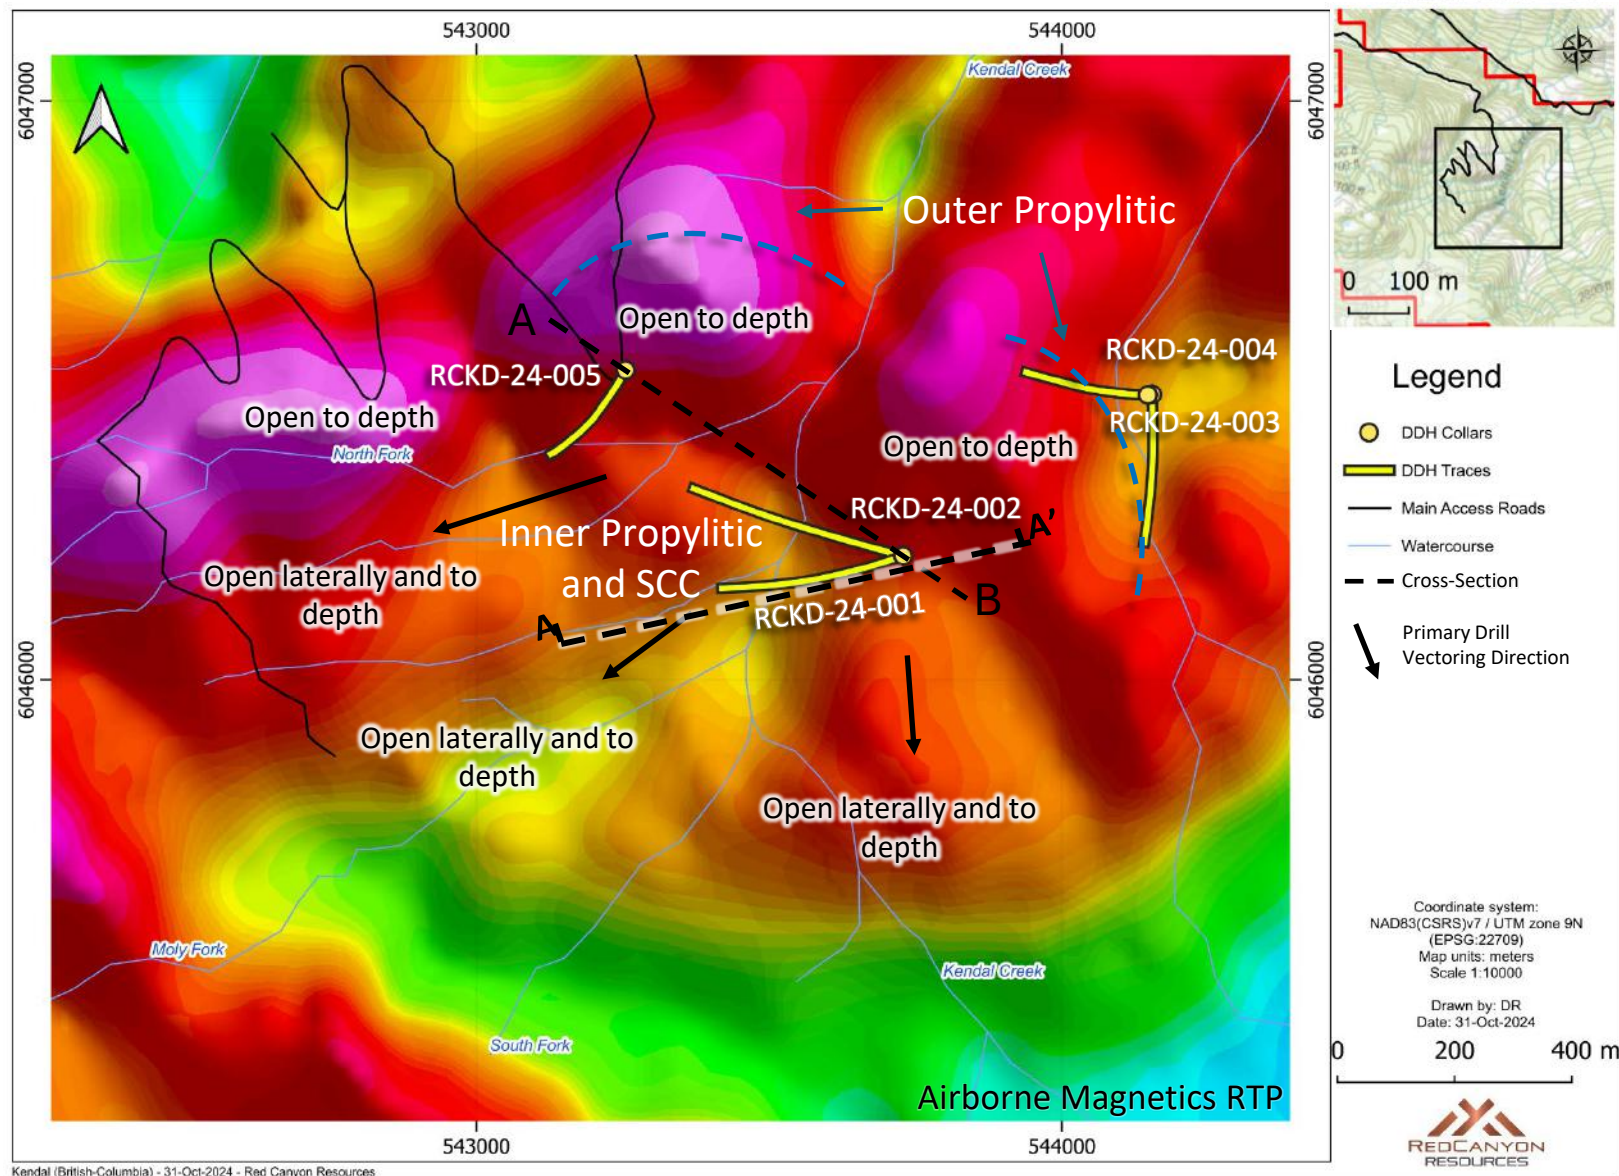 543000
544000
6047000
6047000
Kendal Creek
Outer Propylitic
A
Open to depth
RCKD-24-005
RCKD-24-004
RCKD-24-003
Open to depth
North Fork
Open to depth
RCKD-24-002
A'
Inner Propylitic
and SCC
Open laterally and to
depth
RCKD-24-001
B
A
6046000
6046000
Open laterally and to
depth
Open laterally and to
depth
Moly Fork
Kendal Creek
South Fork
Airborne Magnetics RTP
543000
544000
Kendal (British-Columbia) - 31-Oct-2024 - Red Canyon Resources
0 100 m
Legend
DDH Collars
DDH Traces
Main Access Roads
Watercourse
Cross-Section
Primary Drill
Vectoring Direction
Coordinate system:
NAD83(CSRS)v7 / UTM zone 9N
(EPSG:22709)
Map units: meters
Scale 1:10000
Drawn by: DR
Date: 31-Oct-2024
0 200 400 m
REDCANYON
RESOURCES